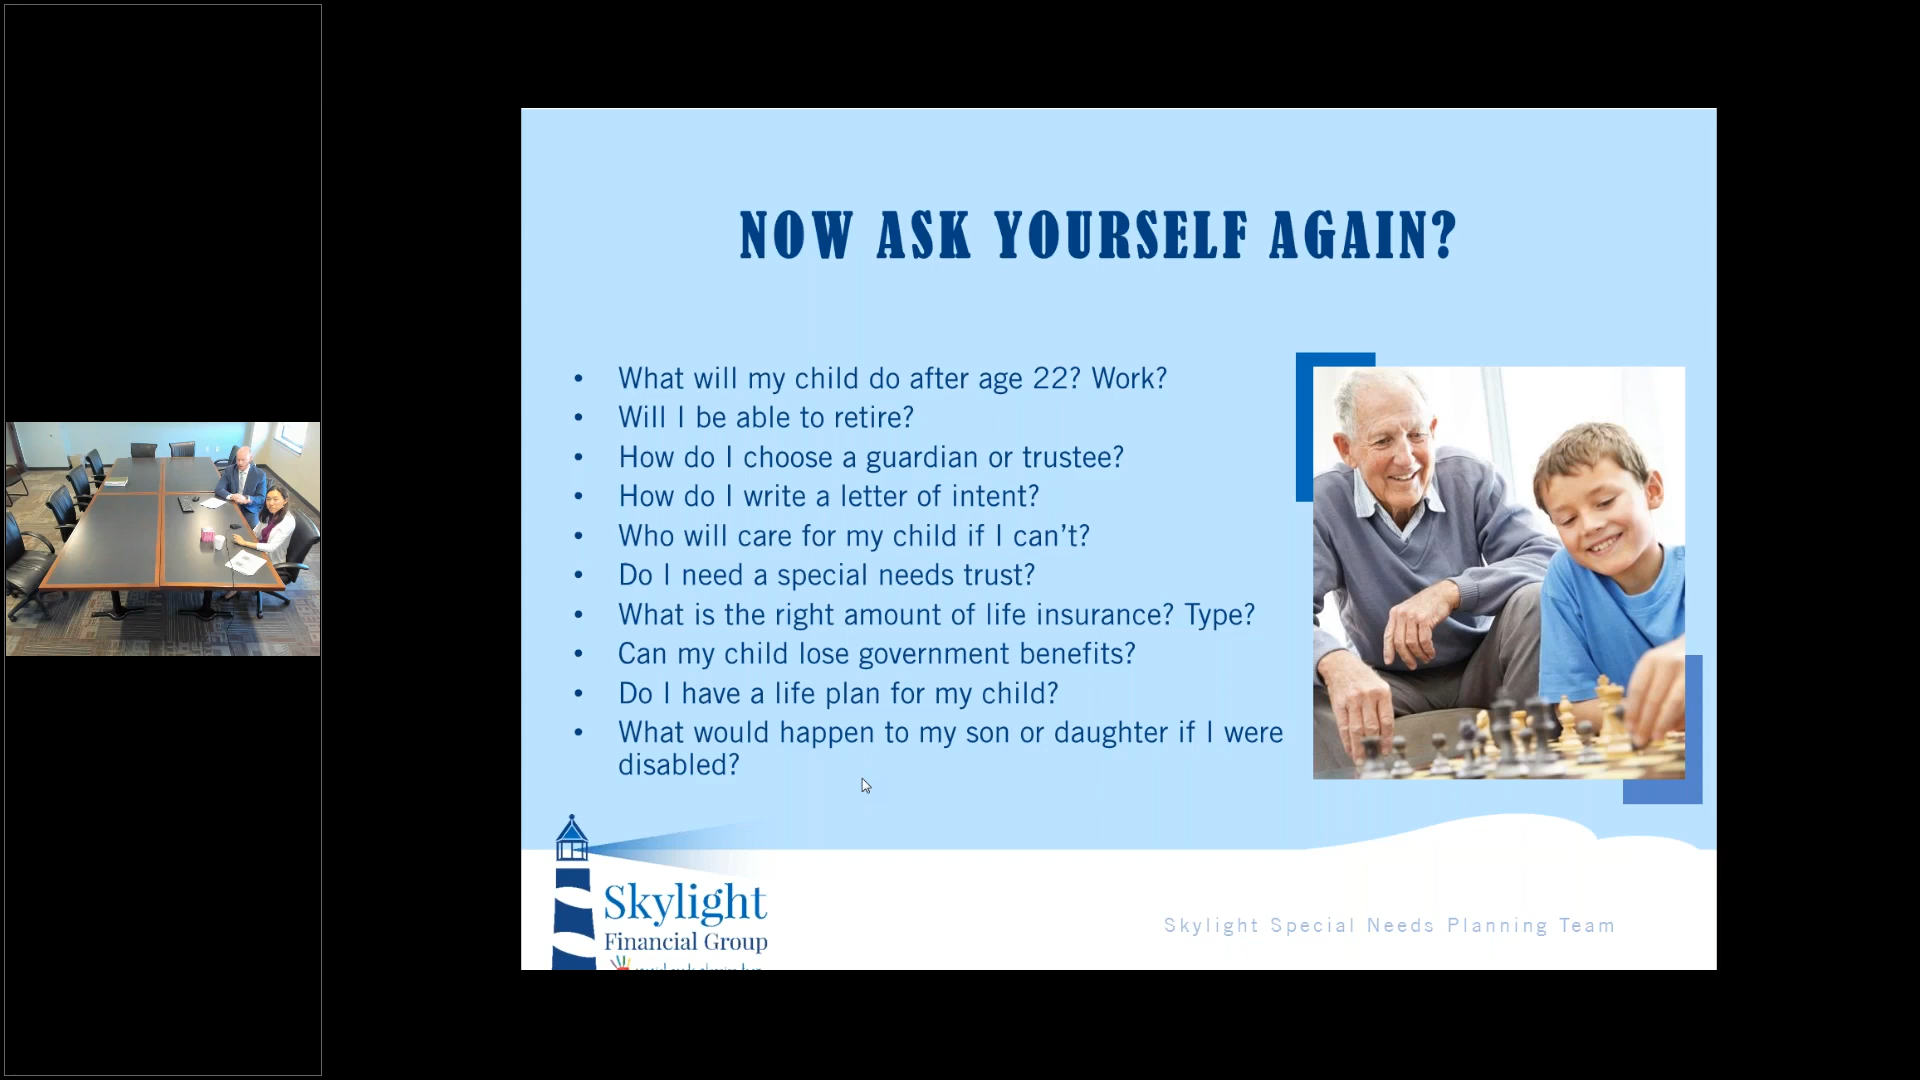 NOW ASK YOURSELF AGAIN?
• What will my child do after age 22? Work?
• Will I be able to retire?
• How do I choose a guardian or trustee?
• How do I write a letter of intent?
• Who will care for my child if I can’t?
• Do I need a special needs trust?
• What is the right amount of life insurance? Type?
• Can my child lose government benefits?
• Do I have a life plan for my child?
• What would happen to my son or daughter if I were
disabled?
Skylight
Financial Group
Skylight Special Needs Planning Team